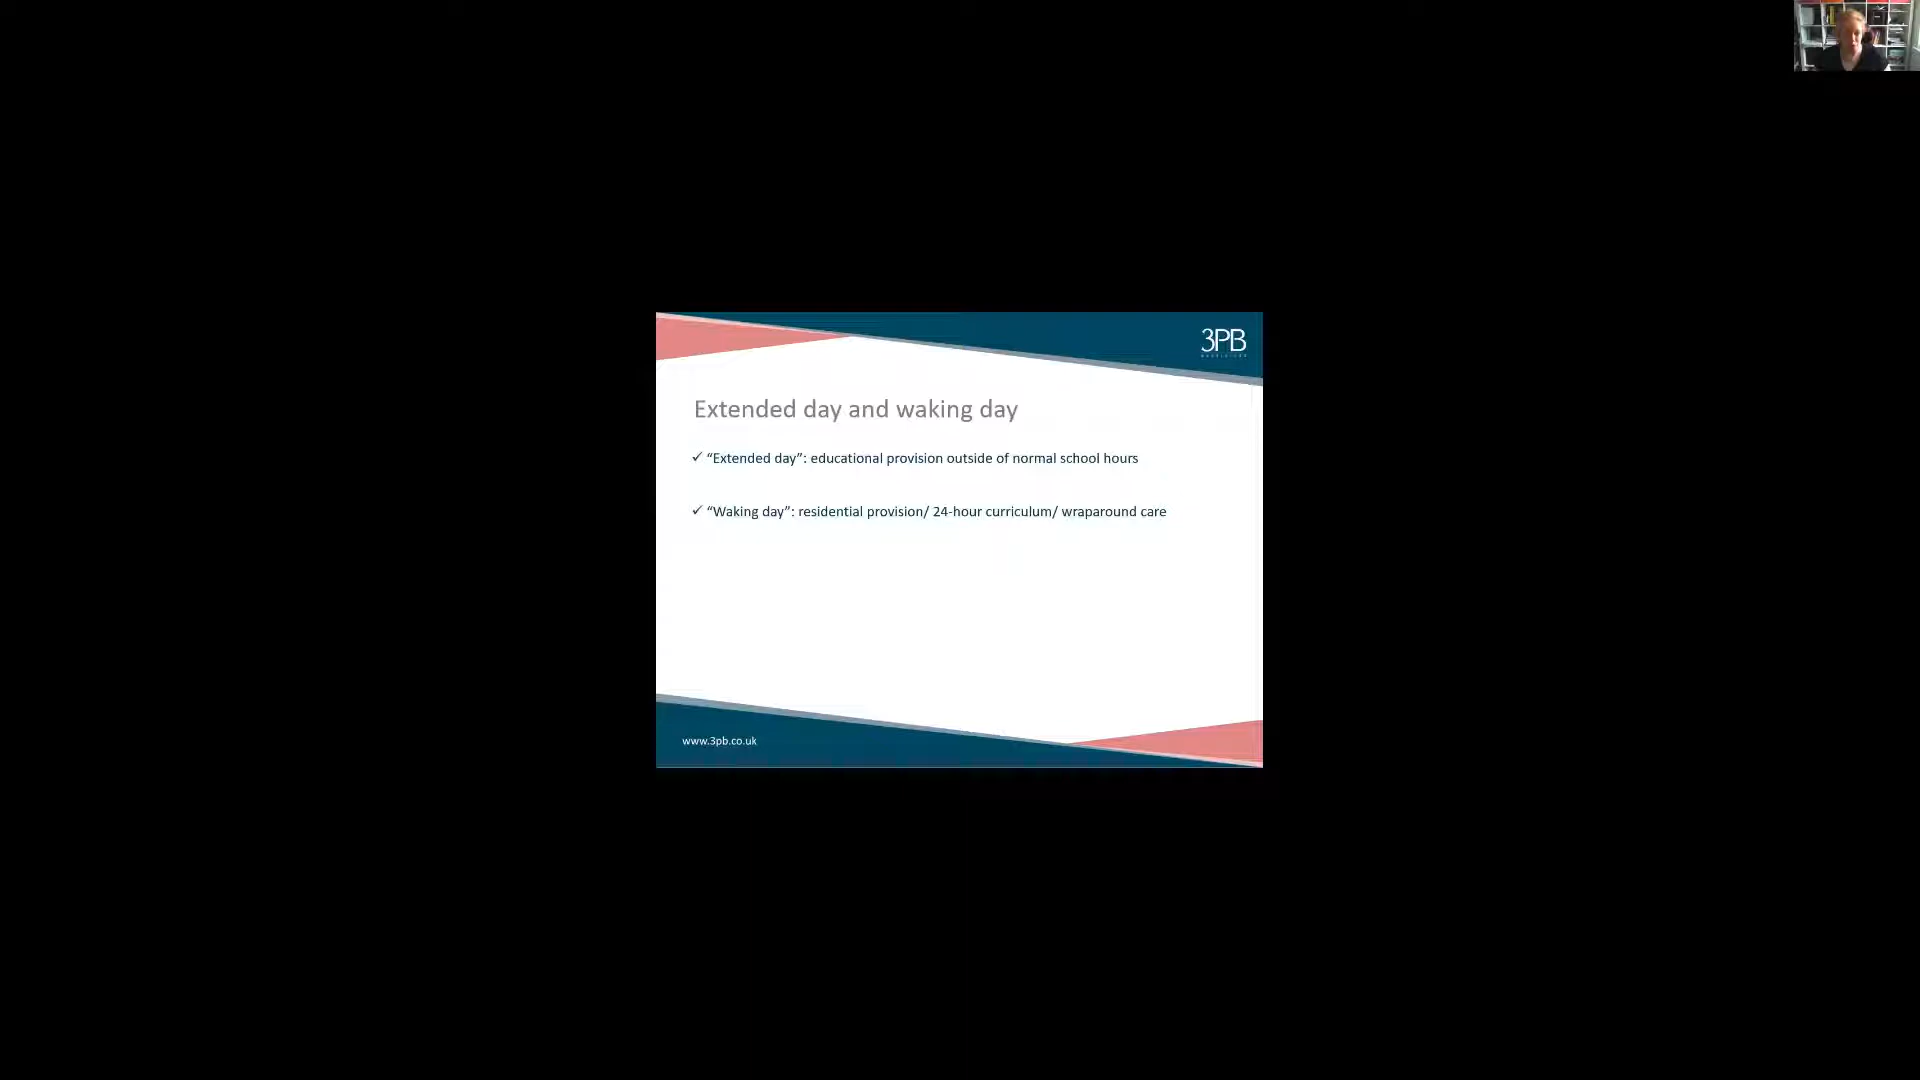 3PB
Extended day and waking day
✓ “Extended day”: educational provision outside of normal school hours
✓ “Waking day”: residential provision/ 24-hour curriculum/ wraparound care
www.3pb.co.uk